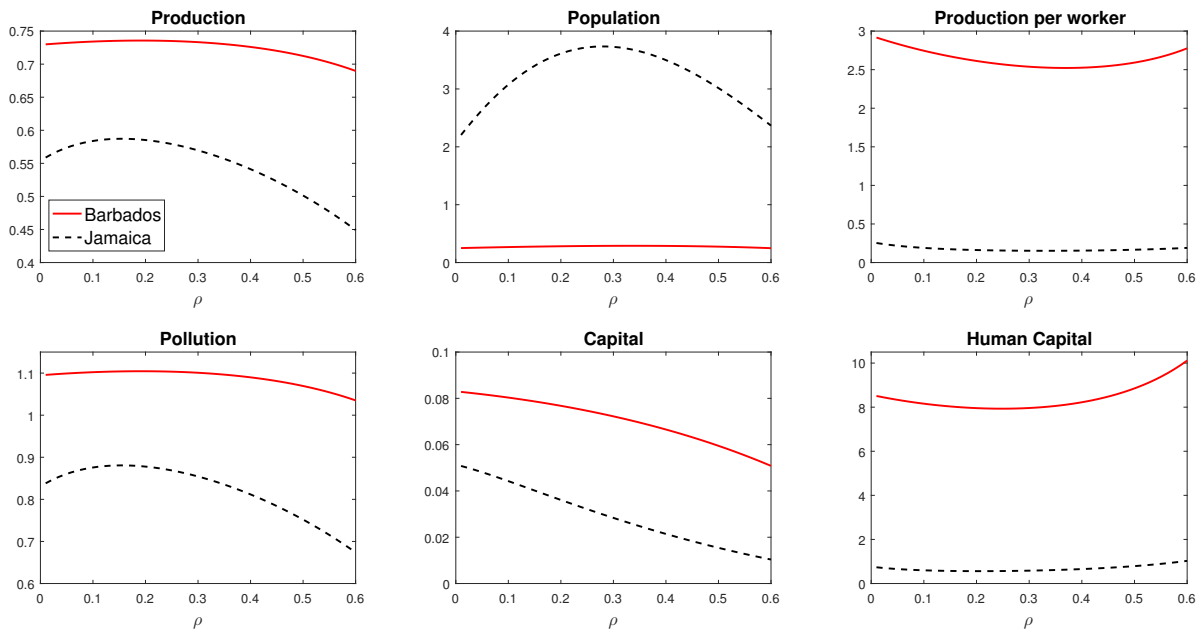 Production
0.75
0.7
0.65
0.6
0.55
0.5
0.45
0.4
0 0.1 0.2 0.3 0.4 0.5 0.6
ρ
Barbados
Jamaica
Population
4
3
2
1
0
0 0.1 0.2 0.3 0.4 0.5 0.6
ρ
Production per worker
3
2.5
2
1.5
1
0.5
0
0 0.1 0.2 0.3 0.4 0.5 0.6
ρ
Pollution
1.1
1
0.9
0.8
0.7
0.6
0 0.1 0.2 0.3 0.4 0.5 0.6
ρ
Capital
0.1
0.08
0.06
0.04
0.02
0
0 0.1 0.2 0.3 0.4 0.5 0.6
ρ
Human Capital
10
8
6
4
2
0
0 0.1 0.2 0.3 0.4 0.5 0.6
ρ